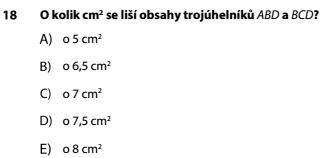 18 O kolik cm² se liší obsahy trojúhelníků ABD a BCD?
A) o 5 cm²
B) o 6,5 cm²
C) o 7 cm²
D) o 7,5 cm²
E) o 8 cm²